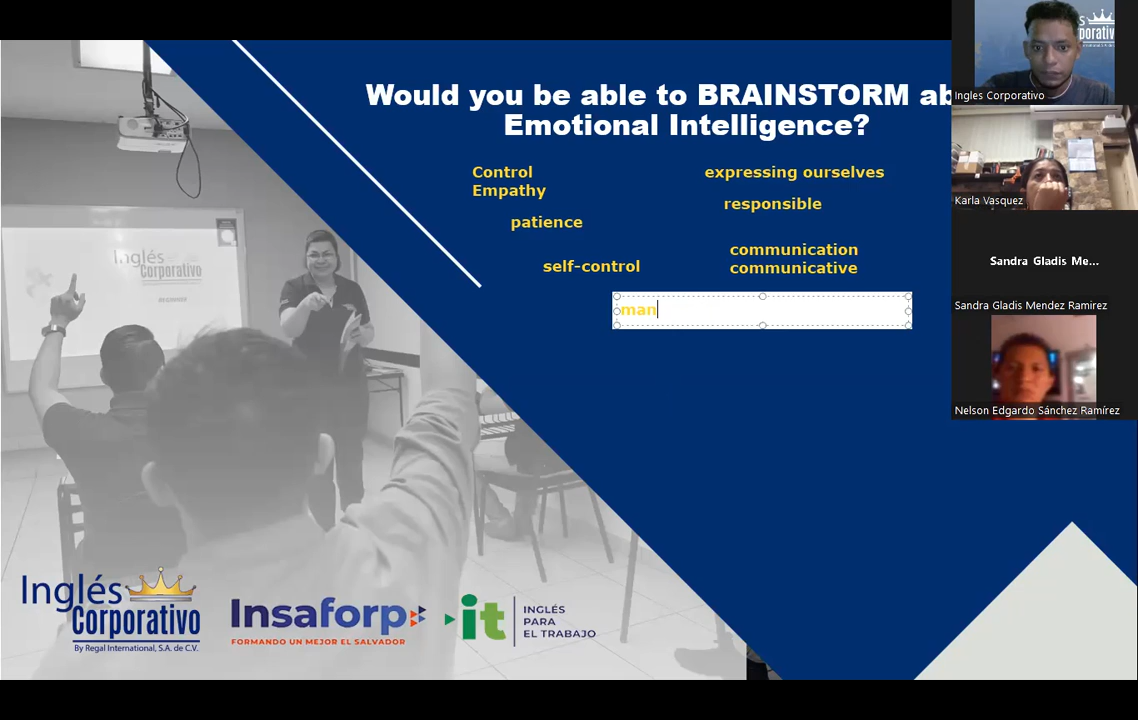 Would you be able to BRAINSTORM ab
Emotional Intelligence?
Control
Empathy
expressing ourselves
responsible
patience
communication
communicative
self-control
man
Inglés
Corporativo
Inglés
Corporativo
By Regal International, S.A. de C.V.
Insaforp
FORMANDO UN MEJOR EL SALVADOR
it
INGLÉS
PARA
EL TRABAJO
Ingles Corporativo
Karla Vasquez
Sandra Gladis Me...
Sandra Gladis Mendez Ramirez
Nelson Edgardo Sánchez Ramírez